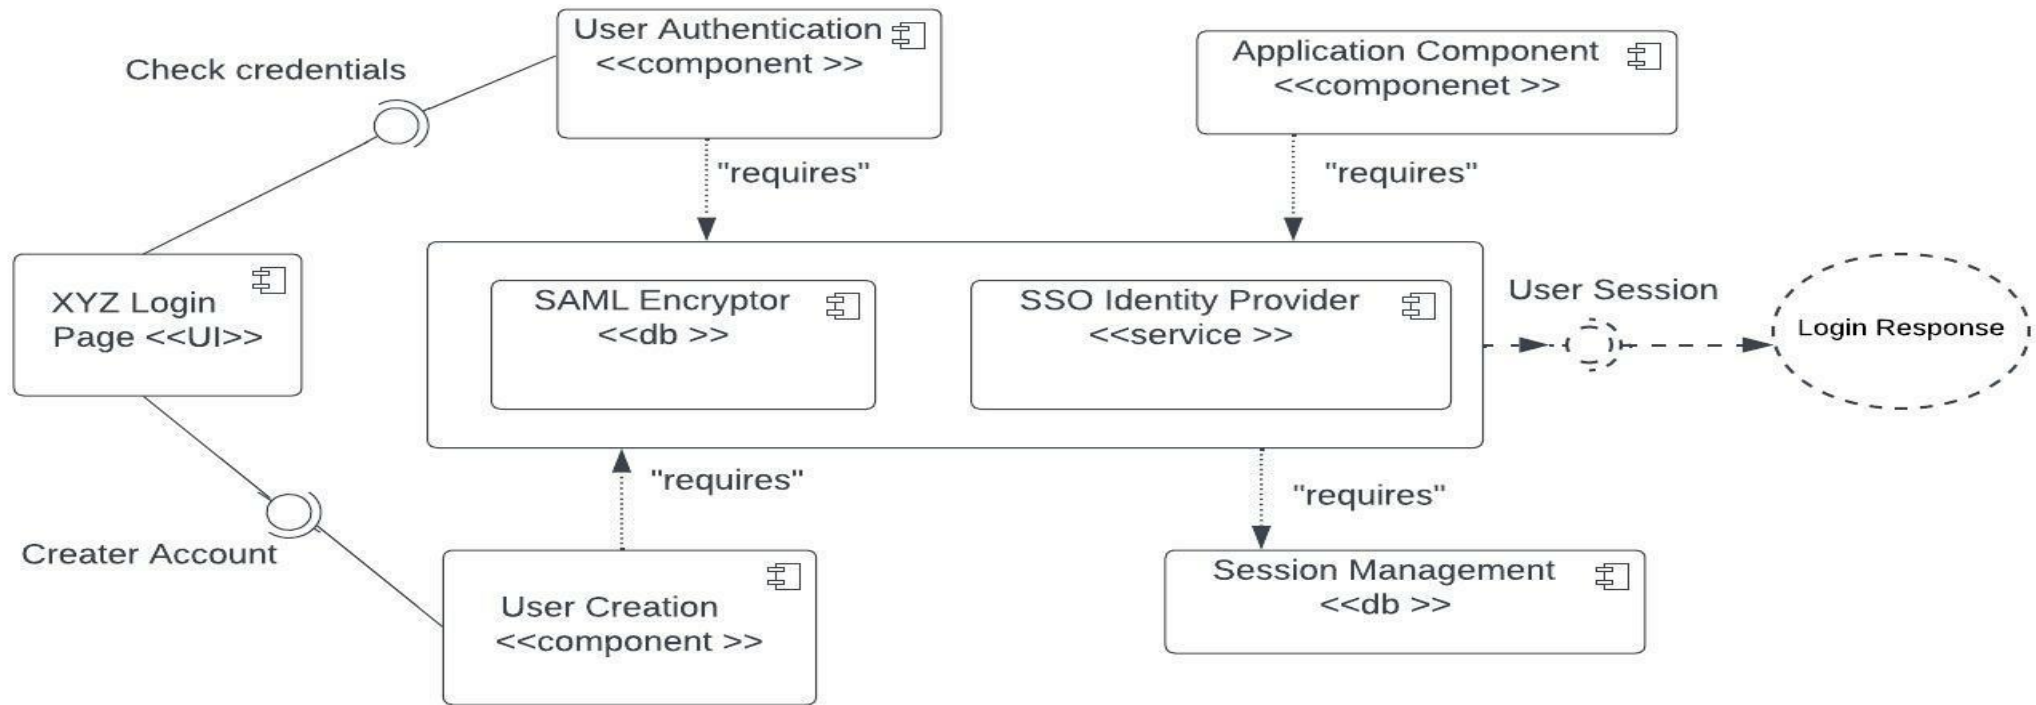 User Authentication
<<component >>
Application Component
<<componenet >>
Check credentials
"requires"
"requires"
XYZ Login
Page <<UI>>
SAML Encryptor
<<db >>
SSO Identity Provider
<<service >>
User Session
Login Response
"requires"
"requires"
Creater Account
User Creation
<<component >>
Session Management
<<db >>